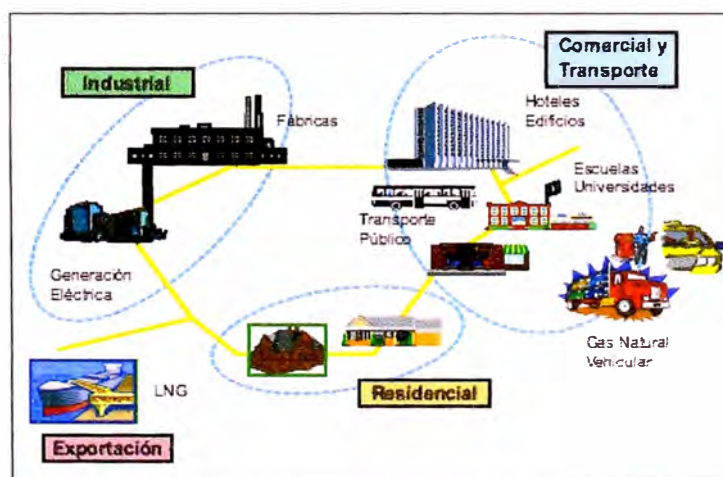 Industrial
Fábricas
Generación
Eléctrica
Comercial y
Transporte
Hoteles
Edificios
Escuelas
Universidades
Transporte
Público
Gas Natural
Vehicular
Residencial
LNG
Exportación